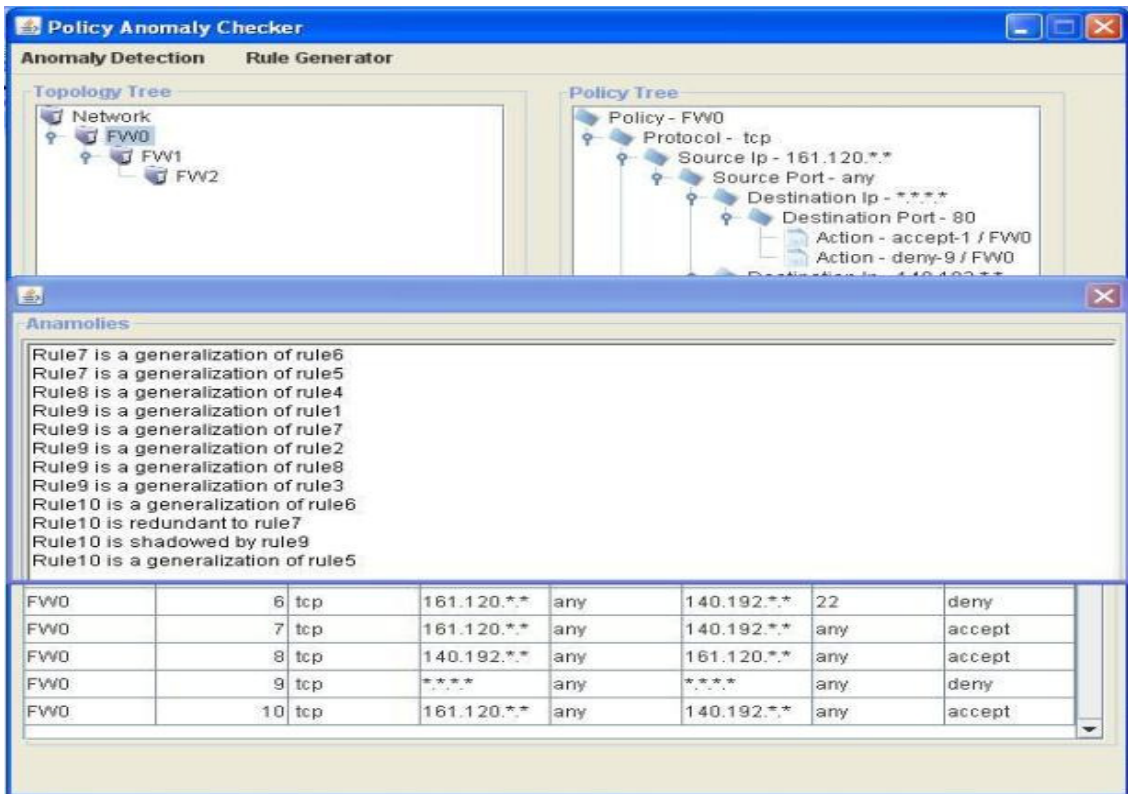 Policy Anomaly Checker
Anomaly Detection Rule Generator
Topology Tree
Network
FW0
FW1
FW2
Policy Tree
Policy - FW0
Protocol - tcp
Source Ip - 161.120.*.*
Source Port - any
Destination Ip - *.*.*.*
Destination Port - 80
Action - accept-1 / FW0
Action - deny-9 / FW0
Destination Ip - 140.192.*.*
Anamolies
Rule7 is a generalization of rule6
Rule7 is a generalization of rule5
Rule8 is a generalization of rule4
Rule9 is a generalization of rule1
Rule9 is a generalization of rule7
Rule9 is a generalization of rule2
Rule9 is a generalization of rule8
Rule9 is a generalization of rule3
Rule10 is a generalization of rule6
Rule10 is redundant to rule7
Rule10 is shadowed by rule9
Rule10 is a generalization of rule5
FW0 6 tcp 161.120.*.* any 140.192.*.* 22 deny
FW0 7 tcp 161.120.*.* any 140.192.*.* any accept
FW0 8 tcp 140.192.*.* any 161.120.*.* any accept
FW0 9 tcp *.*.*.* any *.*.*.* any deny
FW0 10 tcp 161.120.*.* any 140.192.*.* any accept